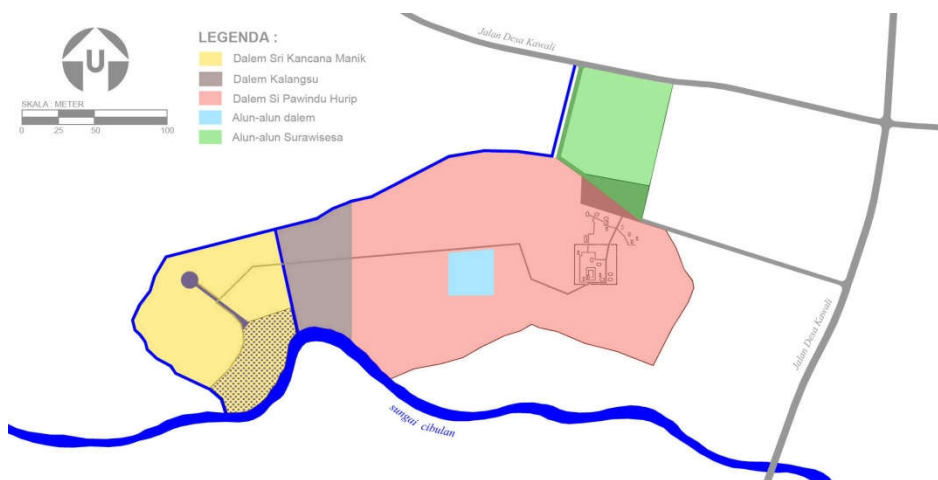 U
SKALA : METER
0 25 50 100
LEGENDA :
Dalem Sri Kancana Manik
Dalem Kalangsu
Dalem Si Pawindu Hurip
Alun-alun dalem
Alun-alun Surawisesa
Jalan Desa Kawali
Jalan Desa Kawali
sungai cibulan